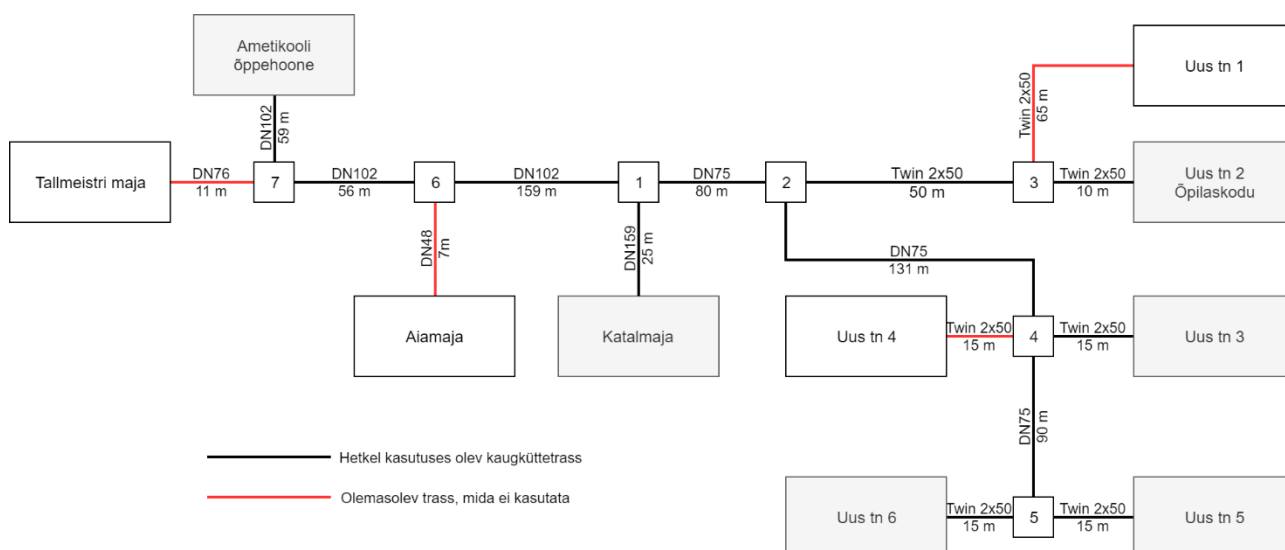 Ametikooli
õppehoone
Uus tn 1
DN102
59 m
Twin 2x50
65 m
Tallmeistri maja
DN76
11 m
7
DN102
56 m
6
DN102
159 m
1
DN75
80 m
2
Twin 2x50
50 m
3
Twin 2x50
10 m
Uus tn 2
Õpilaskodu
DN48
7m
DN159
25 m
DN75
131 m
Aiamaja
Katalmaja
Uus tn 4
Twin 2x50
15 m
4
Twin 2x50
15 m
Uus tn 3
DN75
90 m
Hetkel kasutuses olev kaugküttetrass
Olemasolev trass, mida ei kasutata
Uus tn 6
Twin 2x50
15 m
5
Twin 2x50
15 m
Uus tn 5